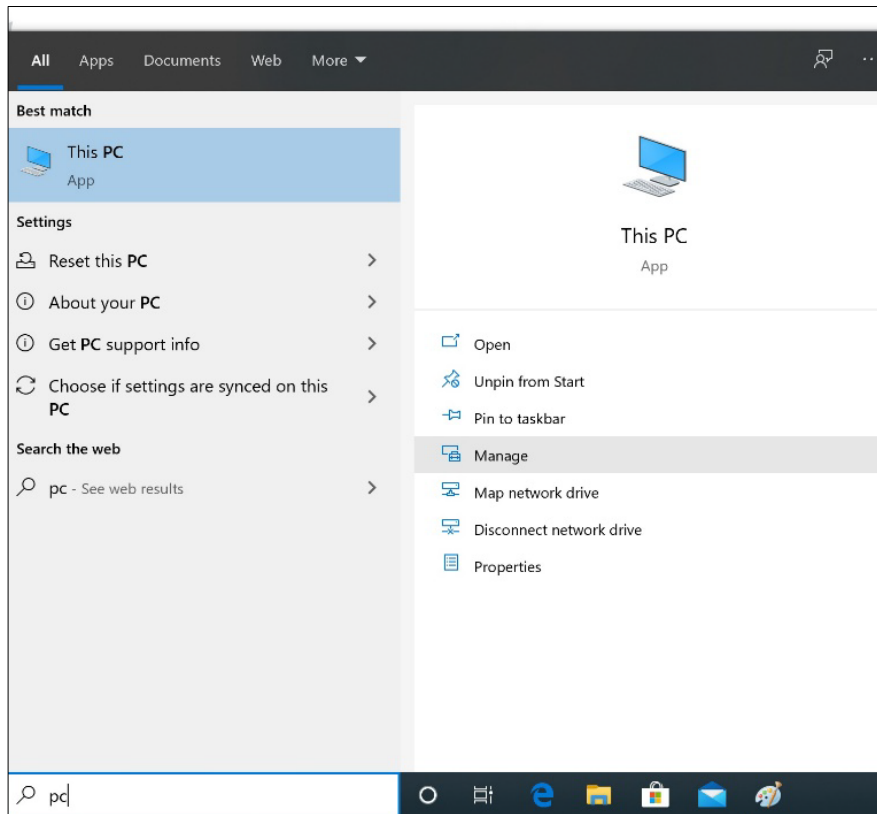 All Apps Documents Web More
Best match
This PC
App
Settings
Reset this PC
About your PC
Get PC support info
Choose if settings are synced on this
PC
Search the web
pc - See web results
This PC
App
Open
Unpin from Start
Pin to taskbar
Manage
Map network drive
Disconnect network drive
Properties
pc